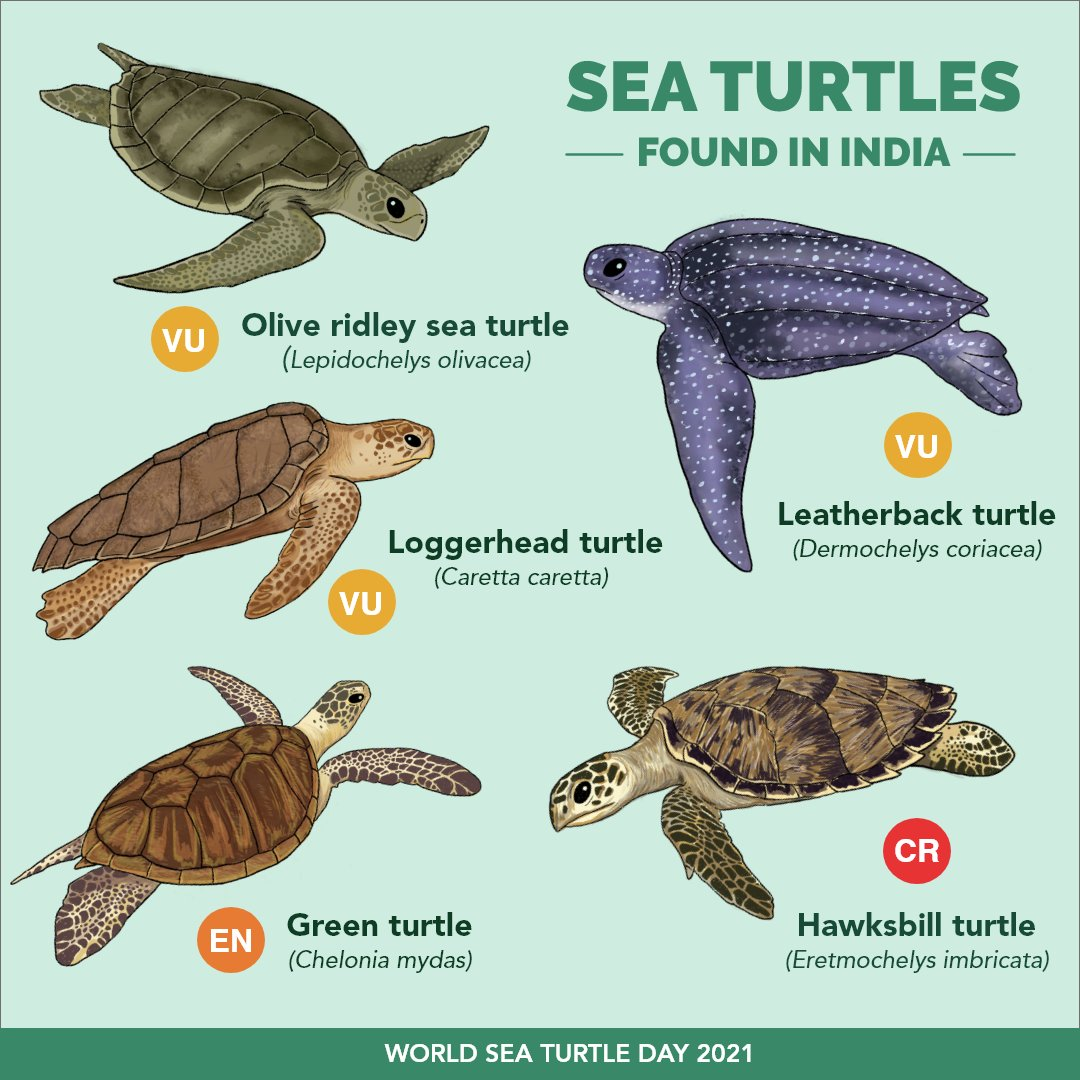 SEA TURTLES
FOUND IN INDIA
VU
Olive ridley sea turtle
(Lepidochelys olivacea)
VU
Leatherback turtle
(Dermochelys coriacea)
Loggerhead turtle
(Caretta caretta)
VU
EN
Green turtle
(Chelonia mydas)
CR
Hawksbill turtle
(Eretmochelys imbricata)
WORLD SEA TURTLE DAY 2021